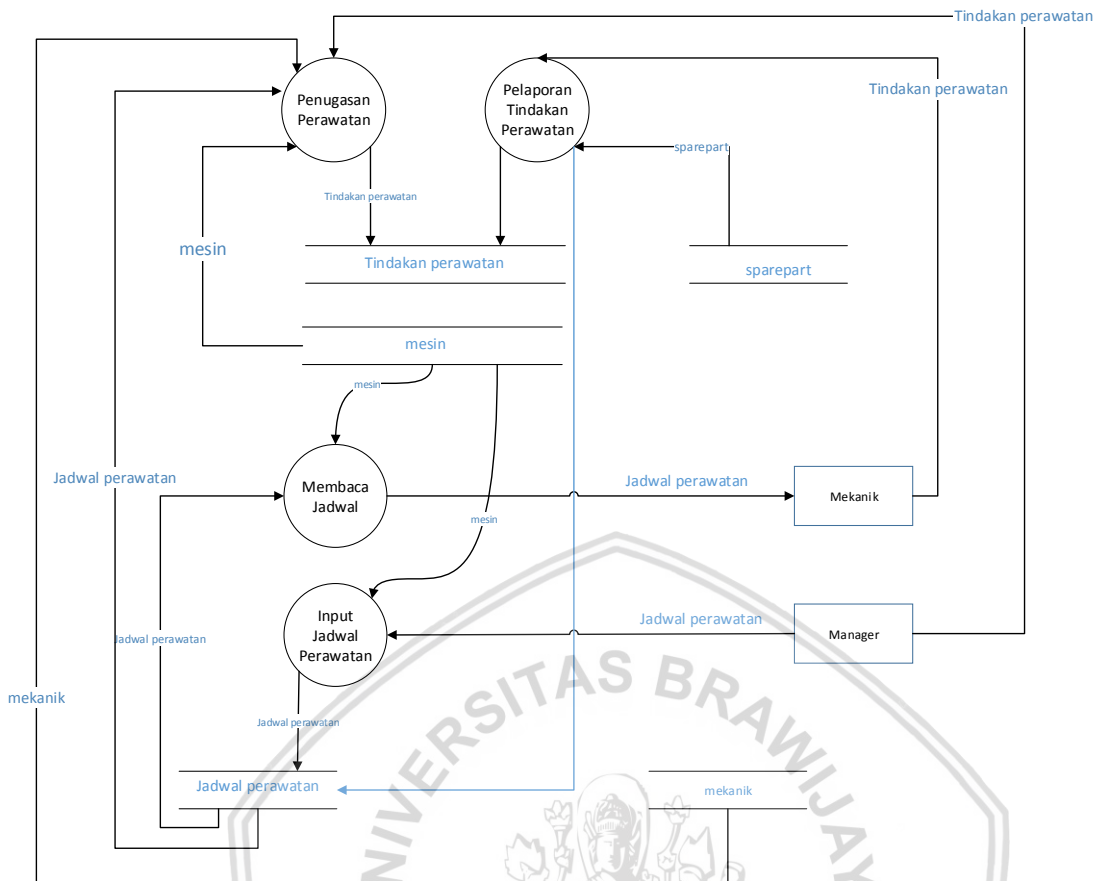 Tindakan perawatan
Tindakan perawatan
Penugasan
Perawatan
Pelaporan
Tindakan
Perawatan
sparepart
Tindakan perawatan
mesin
Tindakan perawatan
sparepart
mesin
mesin
Jadwal perawatan
Membaca
Jadwal
Jadwal perawatan
Mekanik
mesin
Input
Jadwal
Perawatan
Jadwal perawatan
Manager
Jadwal perawatan
mekanik
Jadwal perawatan
Jadwal perawatan
mekanik
UNIVERSITAS BRAWIJAY